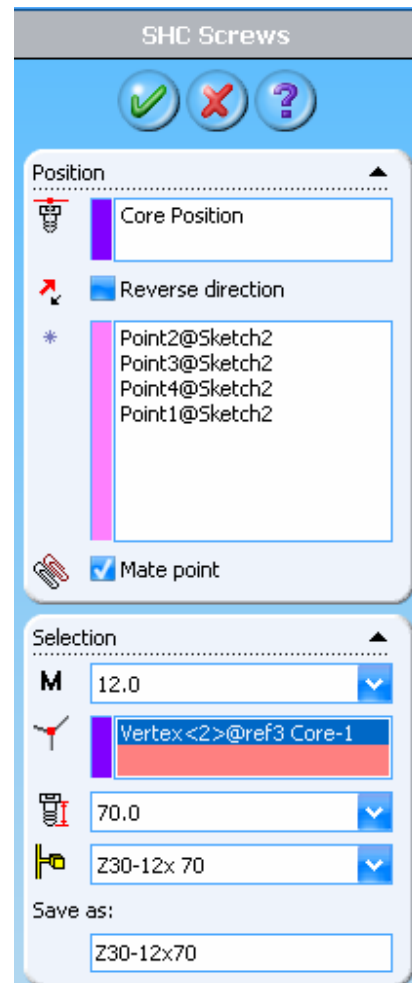 SHC Screws
?
Position
Core Position
Reverse direction
Point2@Sketch2
Point3@Sketch2
Point4@Sketch2
Point1@Sketch2
Mate point
Selection
M 12.0
Vertex<2>@ref3 Core-1
70.0
Z30-12x 70
Save as:
Z30-12x70